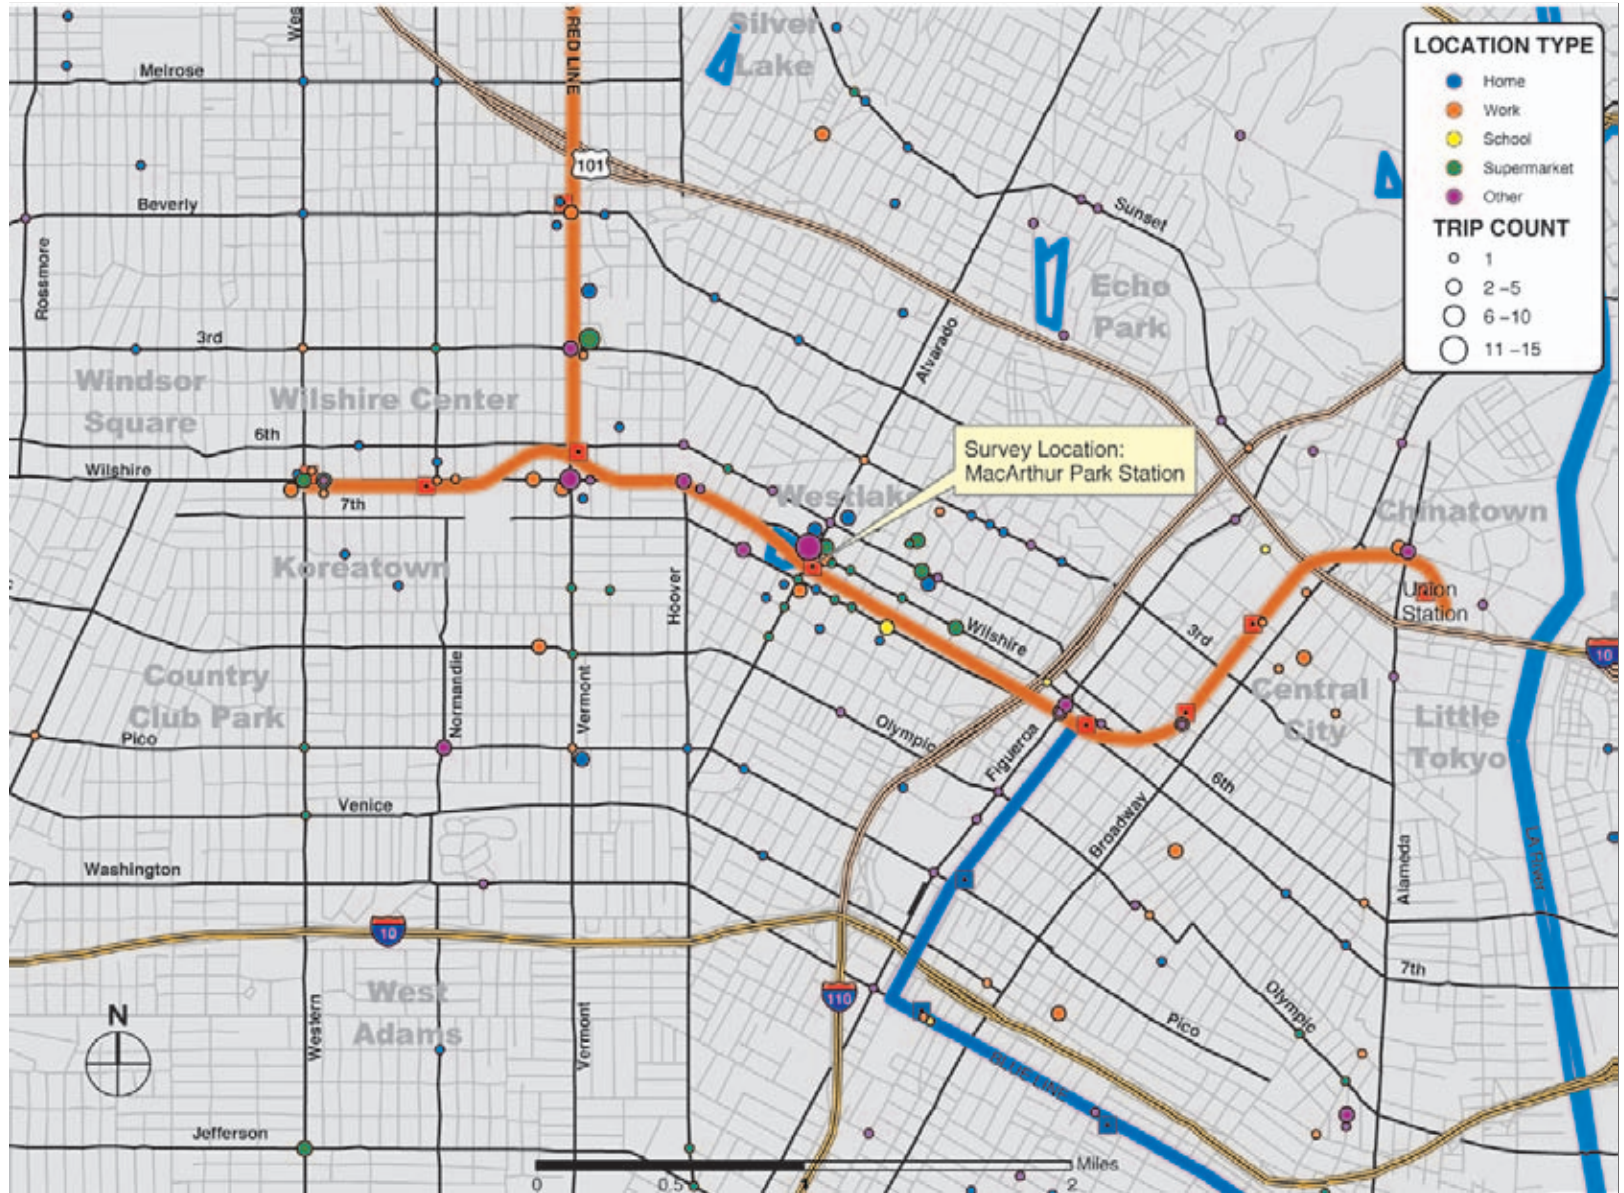 Wes
RED LINE
Silver
Lake
Melrose
101
Beverly
Sunset
Rossmore
Echo
Park
Alvarado
3rd
Windsor
Square
Wilshire Center
6th
Wilshire
7th
Survey Location:
MacArthur Park Station
Westlake
Chinatown
Koreatown
Hoover
Union
Station
Wilshire
3rd
10
Country
Club Park
Normandie
Vermont
Central
City
Little
Tokyo
Pico
Olympic
Figueroa
6th
Venice
Broadway
Washington
Alameda
LA River
10
7th
West
Adams
110
Olympic
Pico
N
Western
Vermont
BLUE LINE
Jefferson
Miles
0
0.5
1
2
LOCATION TYPE
Home
Work
School
Supermarket
Other
TRIP COUNT
1
2 –5
6 –10
11 –15